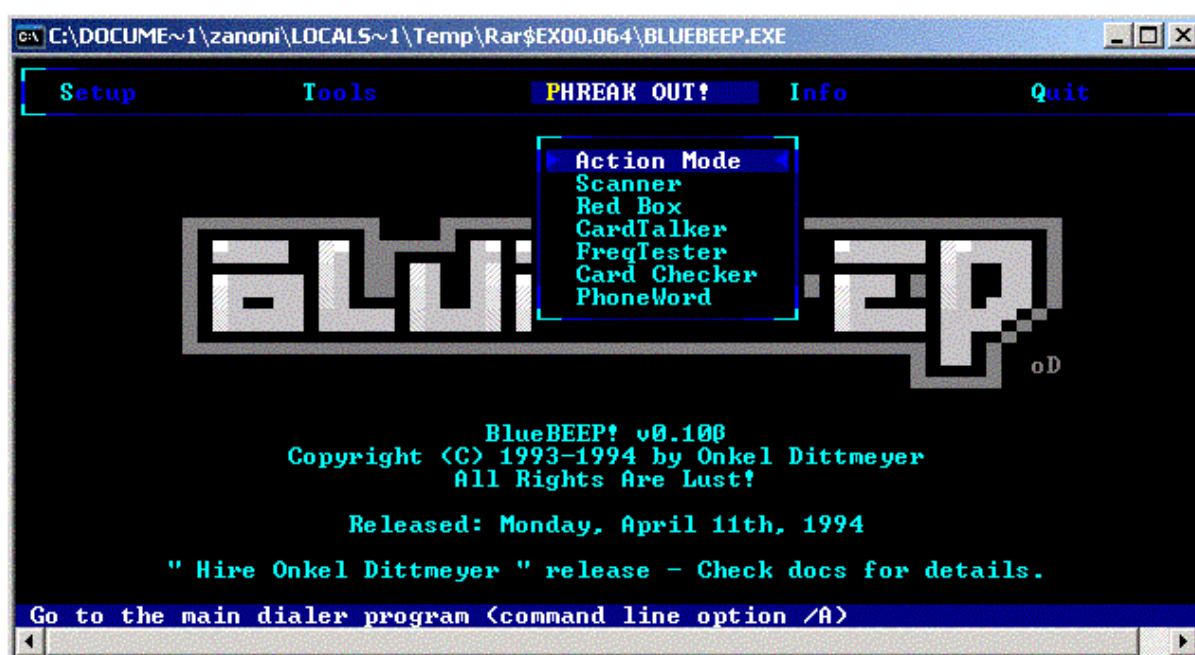 C:\DOCUME~1\zanoni\LOCALS~1\Temp\Rar$EX00.064\BLUEBEEP.EXE
Setup Tools PHREAK OUT! Info Quit
Action Mode
Scanner
Red Box
CardTalker
FreqTester
Card Checker
PhoneWord
oD
BlueBEEP! v0.10β
Copyright (C) 1993-1994 by Onkel Dittmeyer
All Rights Are Lust!
Released: Monday, April 11th, 1994
" Hire Onkel Dittmeyer " release - Check docs for details.
Go to the main dialer program (command line option /A)